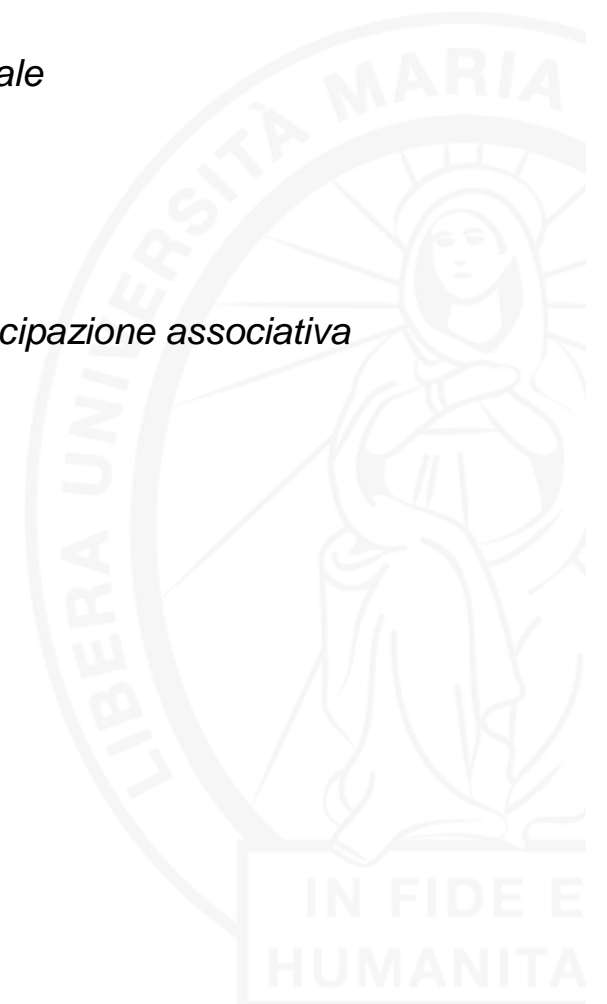 ale
cipazione associativa
LIBERA UNIVERSITÀ MARIA
IN FIDE E
HUMANITA